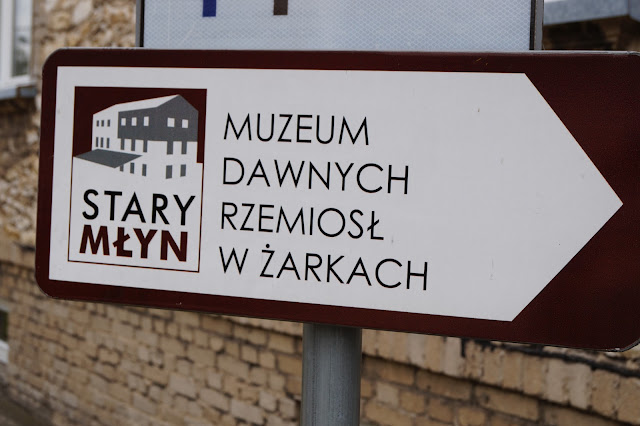 STARY
MŁYN
MUZEUM
DAWNYCH
RZEMIOSŁ
W ŻARKACH